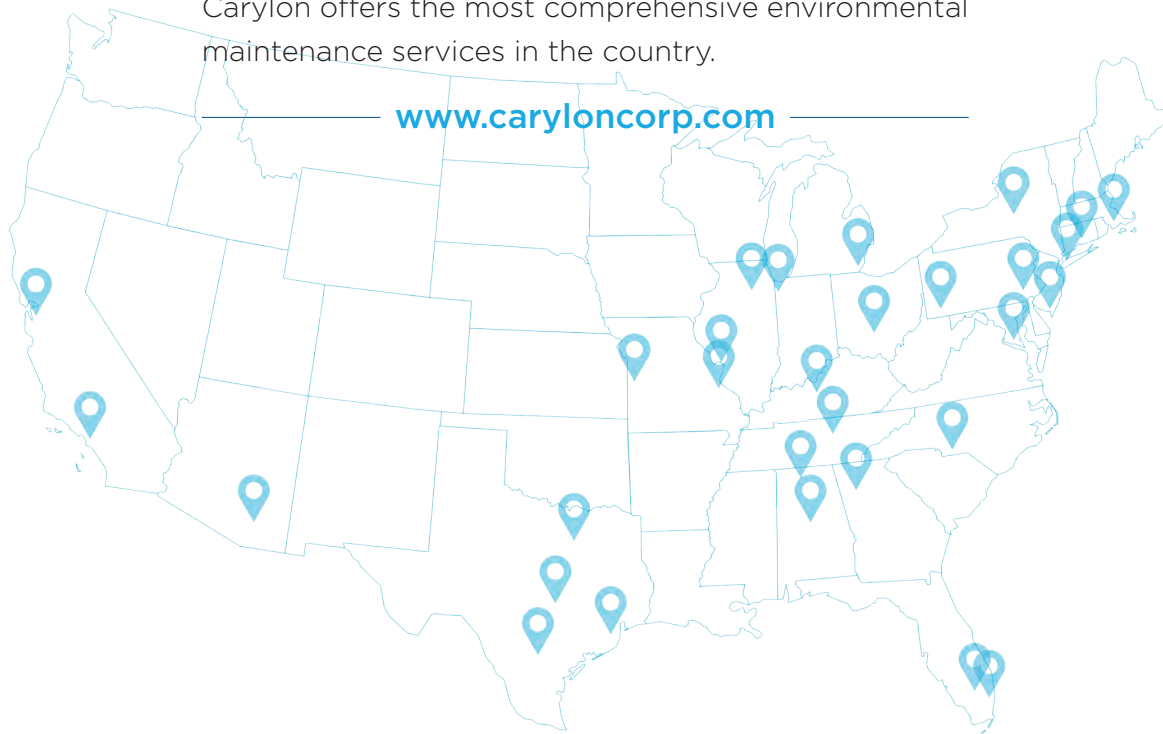 Carylon offers the most comprehensive environmental
maintenance services in the country.
www.caryloncorp.com